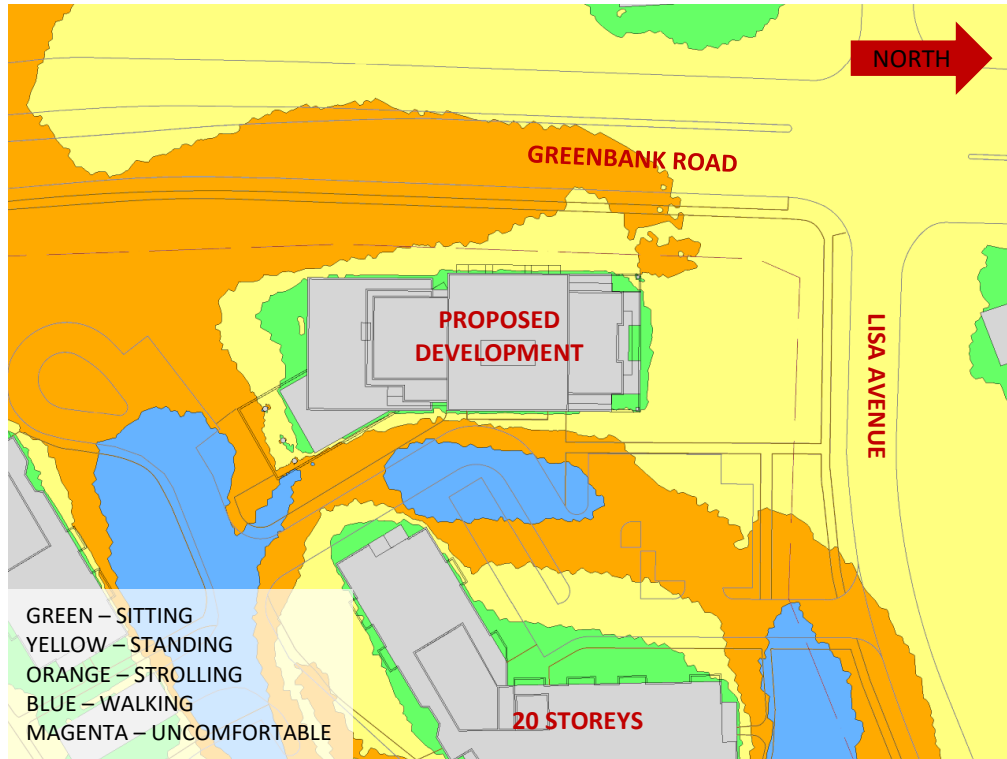 NORTH
GREENBANK ROAD
PROPOSED
DEVELOPMENT
LISA AVENUE
GREEN – SITTING
YELLOW – STANDING
ORANGE – STROLLING
BLUE – WALKING
MAGENTA – UNCOMFORTABLE
20 STOREYS